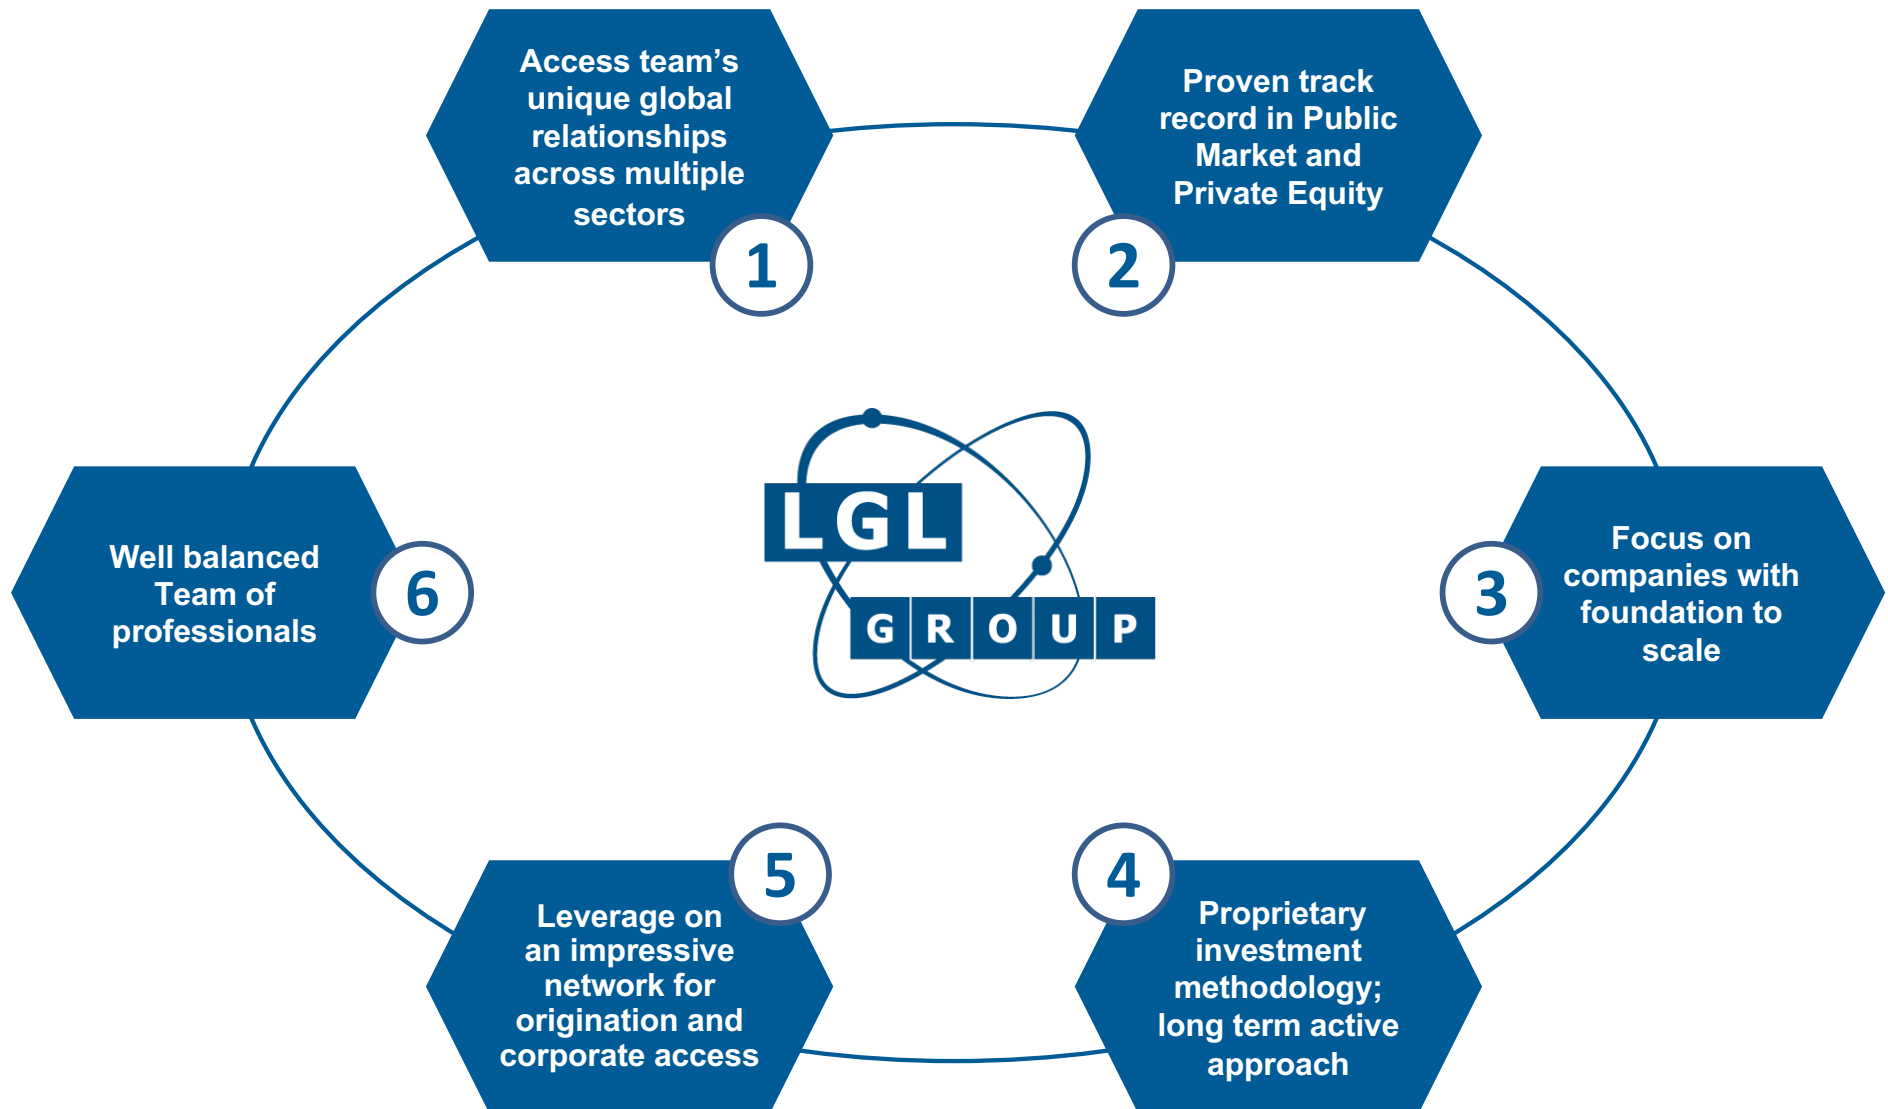 Access team’s
unique global
relationships
across multiple
sectors
1
Proven track
record in Public
Market and
Private Equity
2
Focus on
companies with
foundation to
scale
3
Proprietary
investment
methodology;
long term active
approach
4
Leverage on
an impressive
network for
origination and
corporate access
5
Well balanced
Team of
professionals
6
LGL
GROUP